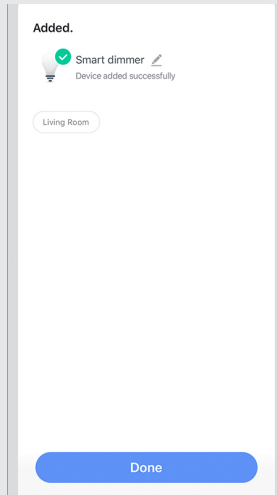 Added.
Smart dimmer
Device added successfully
Living Room
Done